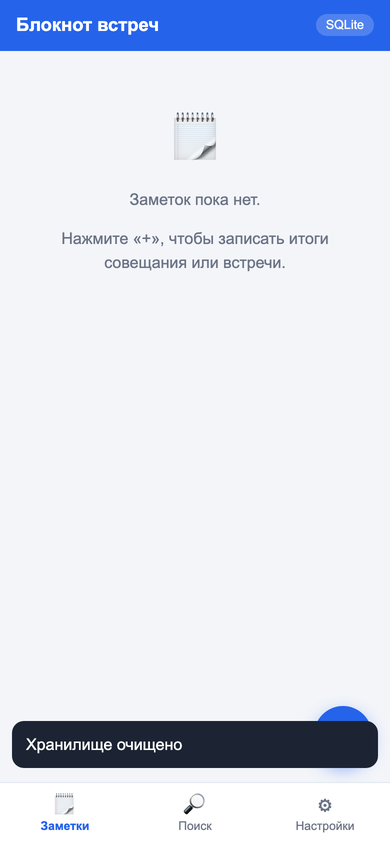 Блокнот встреч
SQLite
Заметок пока нет.
Нажмите «+», чтобы записать итоги
совещания или встречи.
Хранилище очищено
Заметки
Поиск
Настройки